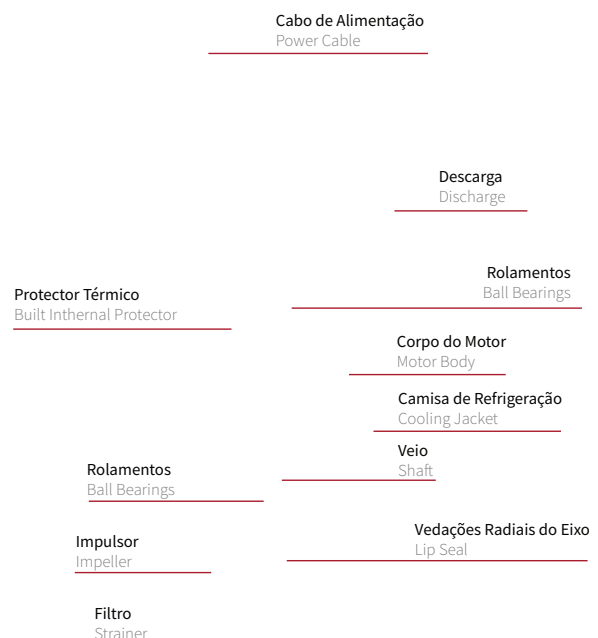 Cabo de Alimentação
Power Cable
Descarga
Discharge
Rolamentos
Ball Bearings
Protector Térmico
Built Inthernal Protector
Corpo do Motor
Motor Body
Camisa de Refrigeração
Cooling Jacket
Veio
Shaft
Rolamentos
Ball Bearings
Vedações Radiais do Eixo
Lip Seal
Impulsor
Impeller
Filtro
Strainer